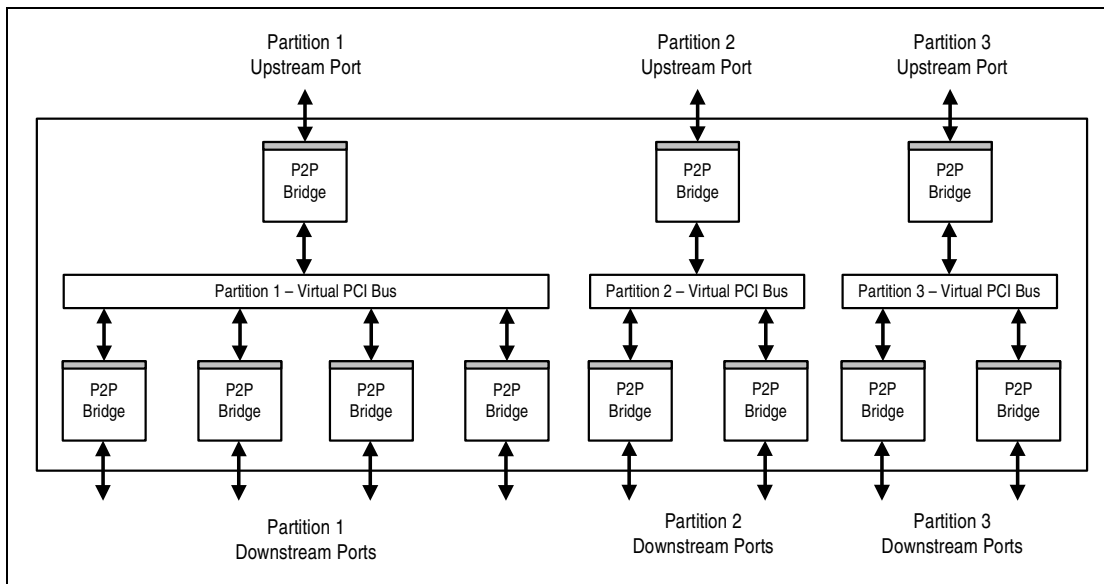 Partition 1
Upstream Port
Partition 2
Upstream Port
Partition 3
Upstream Port
P2P
Bridge
P2P
Bridge
P2P
Bridge
Partition 1 – Virtual PCI Bus
Partition 2 – Virtual PCI Bus
Partition 3 – Virtual PCI Bus
P2P
Bridge
P2P
Bridge
P2P
Bridge
P2P
Bridge
P2P
Bridge
P2P
Bridge
P2P
Bridge
P2P
Bridge
Partition 1
Downstream Ports
Partition 2
Downstream Ports
Partition 3
Downstream Ports